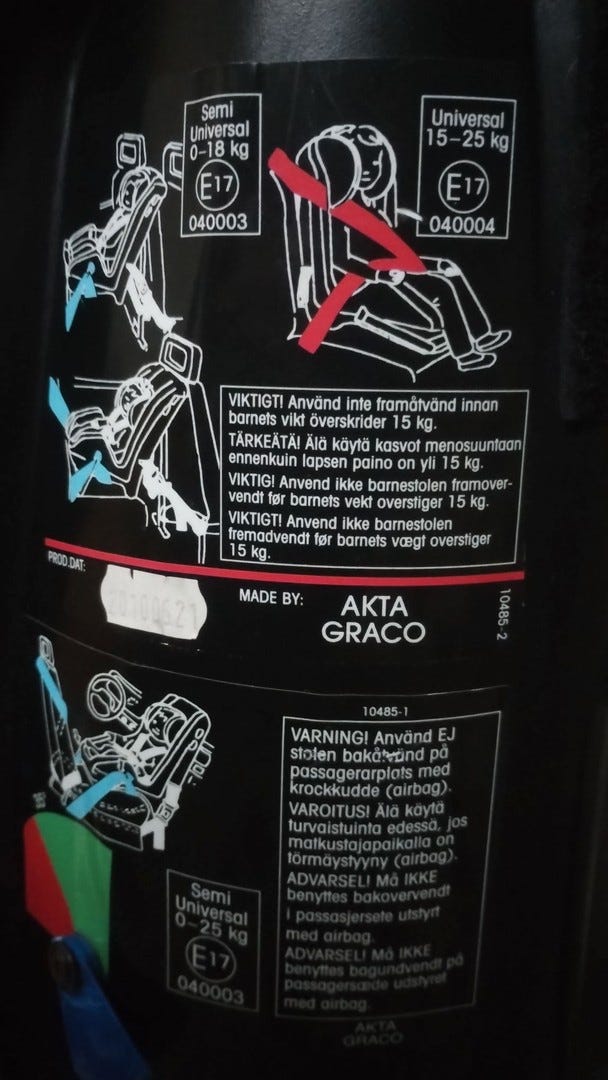 Semi
Universal
0-18 kg
E17
040003
Universal
15-25 kg
E17
040004
VIKTIGT! Använd inte framåtvänd innan
barnets vikt överskrider 15 kg.
TÄRKEÄTÄ! Älä käytä kasvot menosuuntaan
ennenkuin lapsen paino on yli 15 kg.
VIKTIG! Anvend ikke barnestolen framover-
vendt før barnets vekt overstiger 15 kg.
VIKTIGT! Anvend ikke barnestolen
fremadvendt før barnets vægt overstiger
15 kg.
PROD.DAT:
MADE BY:
AKTA
GRACO
10485-2
10485-1
VARNING! Använd EJ
stolen bakåtvänd på
passagerarplats med
krockkudde (airbag).
VAROITUS! Älä käytä
turvaistuinta edessä, jos
matkustajapaikalla on
törmäystyyny (airbag).
ADVARSEL! Må IKKE
benyttes bakovervendt
i passasjersete utstyrt
med airbag.
ADVARSEL! Må IKKE
benyttes bagundvendt på
passagersæde udstyret
med airbag.
Semi
Universal
0-25 kg
E17
040003
AKTA
GRACO